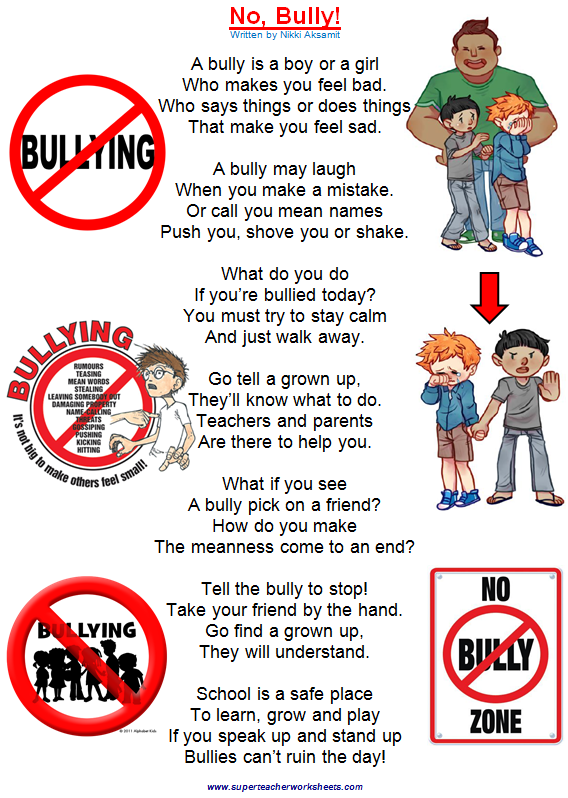 No, Bully!
Written by Nikki Aksamit
A bully is a boy or a girl
Who makes you feel bad.
Who says things or does things
That make you feel sad.
A bully may laugh
When you make a mistake.
Or call you mean names
Push you, shove you or shake.
What do you do
If you're bullied today?
You must try to stay calm
And just walk away.
Go tell a grown up,
They'll know what to do.
Teachers and parents
Are there to help you.
What if you see
A bully pick on a friend?
How do you make
The meanness come to an end?
Tell the bully to stop!
Take your friend by the hand.
Go find a grown up,
They will understand.
School is a safe place
To learn, grow and play
If you speak up and stand up
Bullies can't ruin the day!
BULLYING
BULLYING
RUMOURS
TEASING
MEAN WORDS
STEALING
LEAVING SOMEBODY OUT
DAMAGING PROPERTY
NAME-CALLING
THREATS
GOSSIPING
PUSHING
KICKING
HITTING
It's not big to make others feel small!
BULLYING
© 2011 Alphabet Kids
NO
BULLY
ZONE
www.superteacherworksheets.com